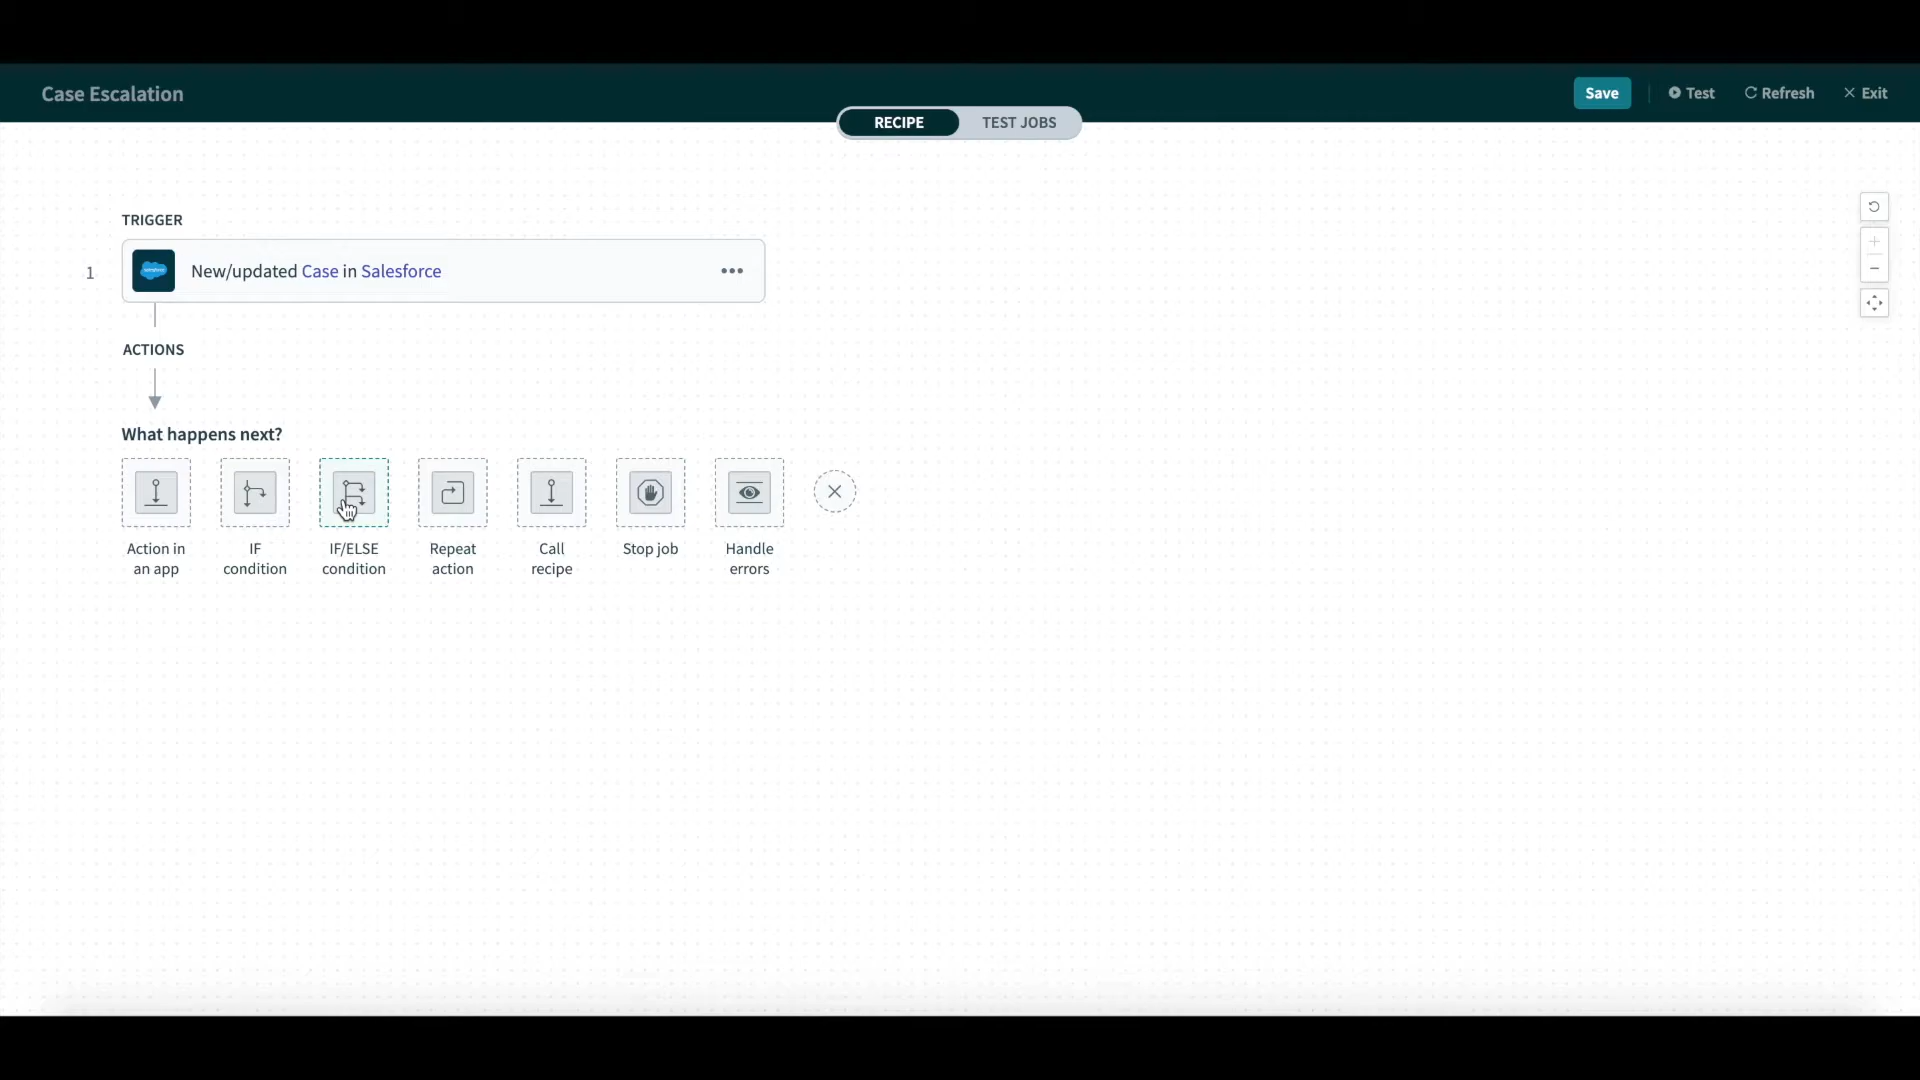 Case Escalation
Save
Test
Refresh
Exit
RECIPE
TEST JOBS
TRIGGER
1
New/updated Case in Salesforce
ACTIONS
What happens next?
Action in
an app
IF
condition
IF/ELSE
condition
Repeat
action
Call
recipe
Stop job
Handle
errors